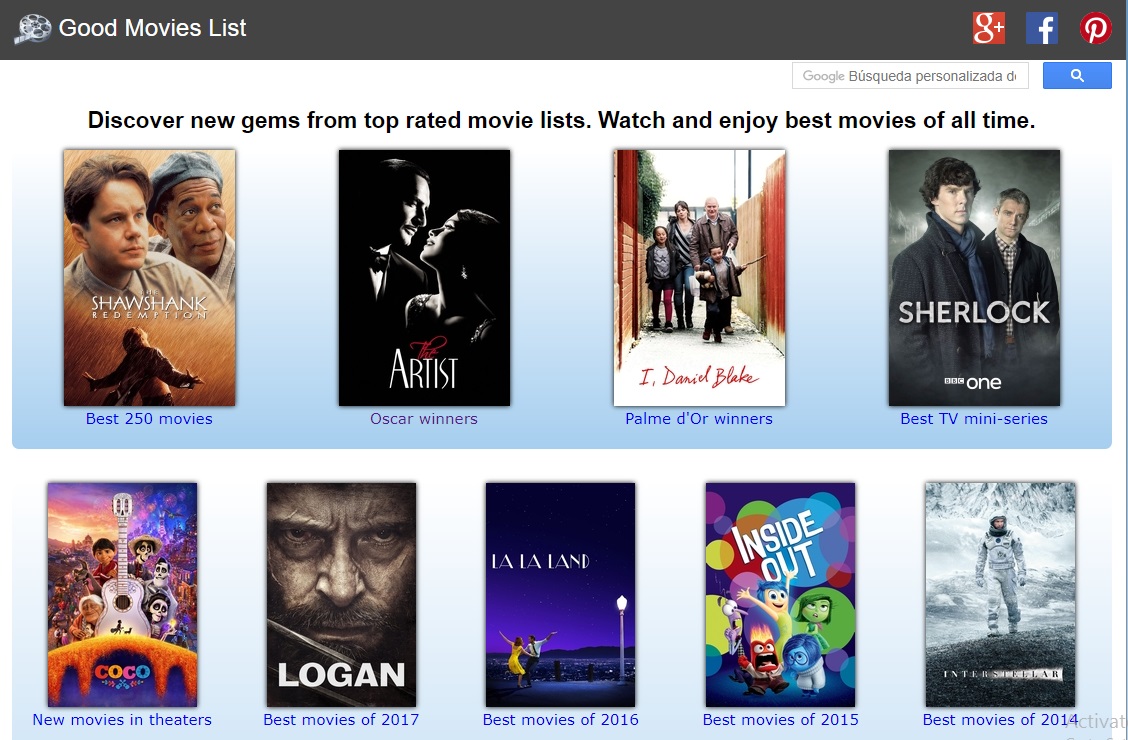 Good Movies List
g+ f
Google Búsqueda personalizada d
Discover new gems from top rated movie lists. Watch and enjoy best movies of all time.
THE
SHAWSHANK
REDEMPTION
Best 250 movies
The
ARTIST
Oscar winners
I, Daniel Blake
Palme d'Or winners
SHERLOCK
BBC one
Best TV mini-series
COCO
New movies in theaters
LOGAN
Best movies of 2017
LA LA LAND
Best movies of 2016
INSIDE
OUT
Best movies of 2015
INTERSTELLAR
Best movies of 2014
Activat